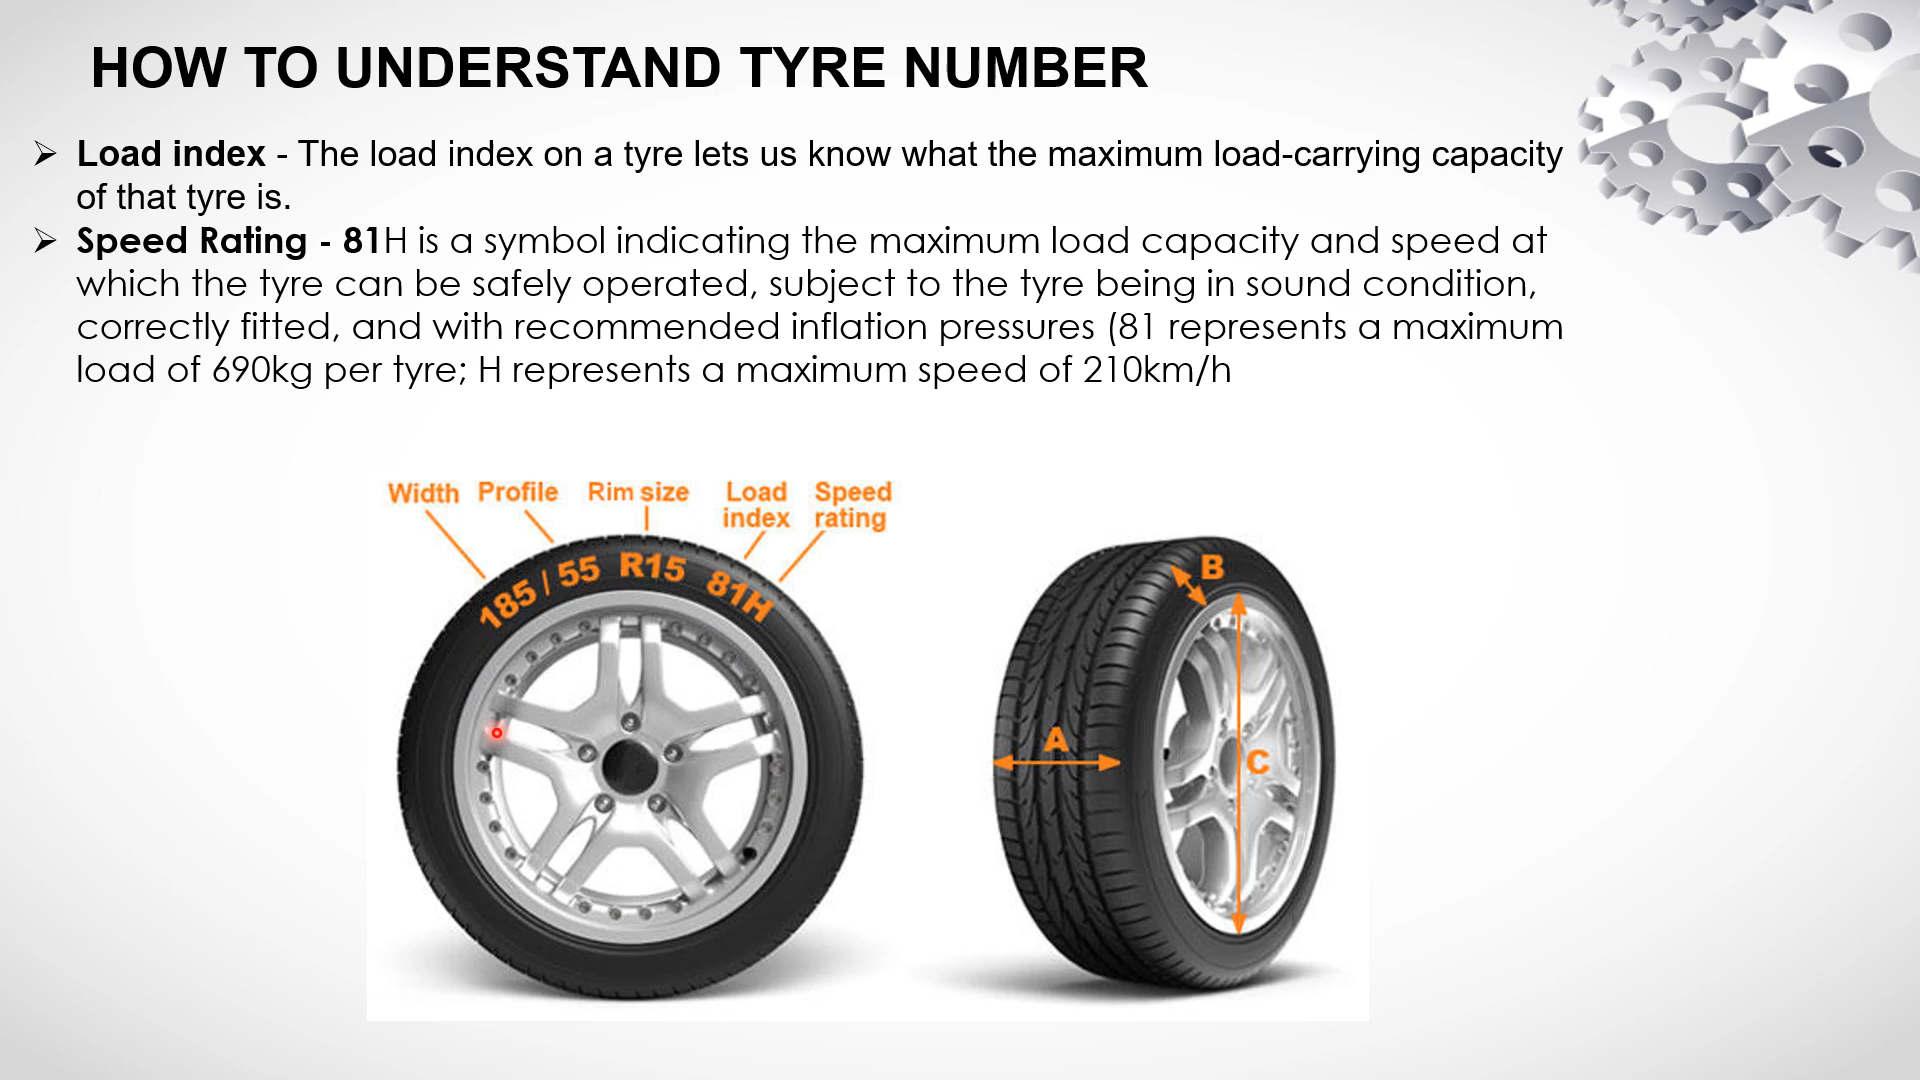 HOW TO UNDERSTAND TYRE NUMBER
Load index - The load index on a tyre lets us know what the maximum load-carrying capacity
of that tyre is.
Speed Rating - 81H is a symbol indicating the maximum load capacity and speed at
which the tyre can be safely operated, subject to the tyre being in sound condition,
correctly fitted, and with recommended inflation pressures (81 represents a maximum
load of 690kg per tyre; H represents a maximum speed of 210km/h
Width Profile Rim size Load index Speed rating
185 / 55 R15 81H
B
A
C